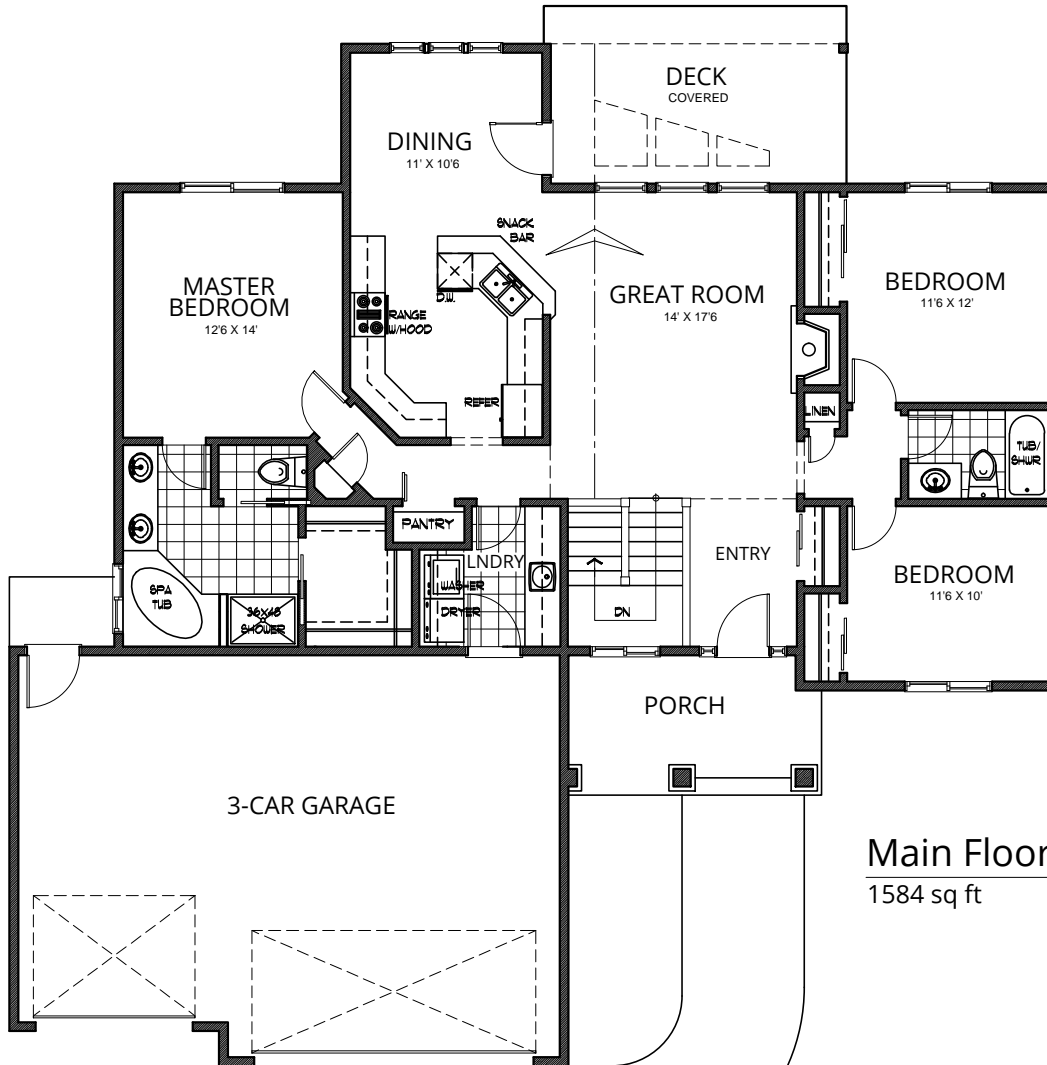 DECK
COVERED
DINING
11' X 10'6
SNACK
BAR
MASTER
BEDROOM
12'6 X 14'
D.W.
RANGE
W/HOOD
GREAT ROOM
14' X 17'6
BEDROOM
11'6 X 12'
REFER
LINEN
TUB/
SHWR
PANTRY
LNDRY
WASHER
DRYER
ENTRY
DN
BEDROOM
11'6 X 10'
SPA
TUB
36X48
SHOWER
PORCH
3-CAR GARAGE
Main Floor
1584 sq ft